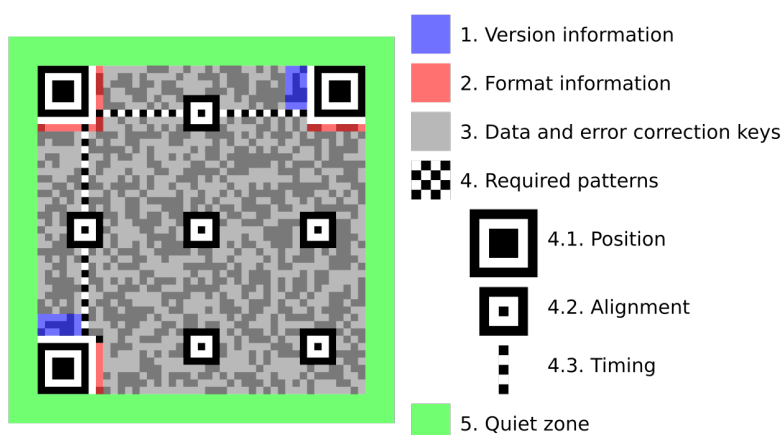 1. Version information
2. Format information
3. Data and error correction keys
4. Required patterns
4.1. Position
4.2. Alignment
4.3. Timing
5. Quiet zone